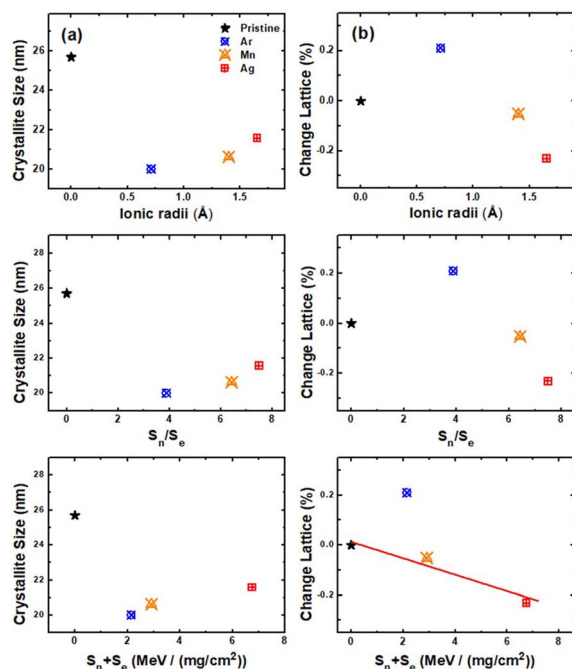 (a)
Pristine
Ar
Mn
Ag
Crystallite Size (nm)
28
26
24
22
20
0.0 0.5 1.0 1.5
Ionic radii (Å)
(b)
Change Lattice (%)
0.2
0.0
-0.2
0.0 0.5 1.0 1.5
Ionic radii (Å)
Crystallite Size (nm)
28
26
24
22
20
0 2 4 6 8
Sn/Se
Change Lattice (%)
0.2
0.0
-0.2
0 2 4 6 8
Sn/Se
Crystallite Size (nm)
28
26
24
22
20
0 2 4 6 8
Sn+Se (MeV / (mg/cm²))
Change Lattice (%)
0.2
0.0
-0.2
0 2 4 6 8
Sn+Se (MeV / (mg/cm²))